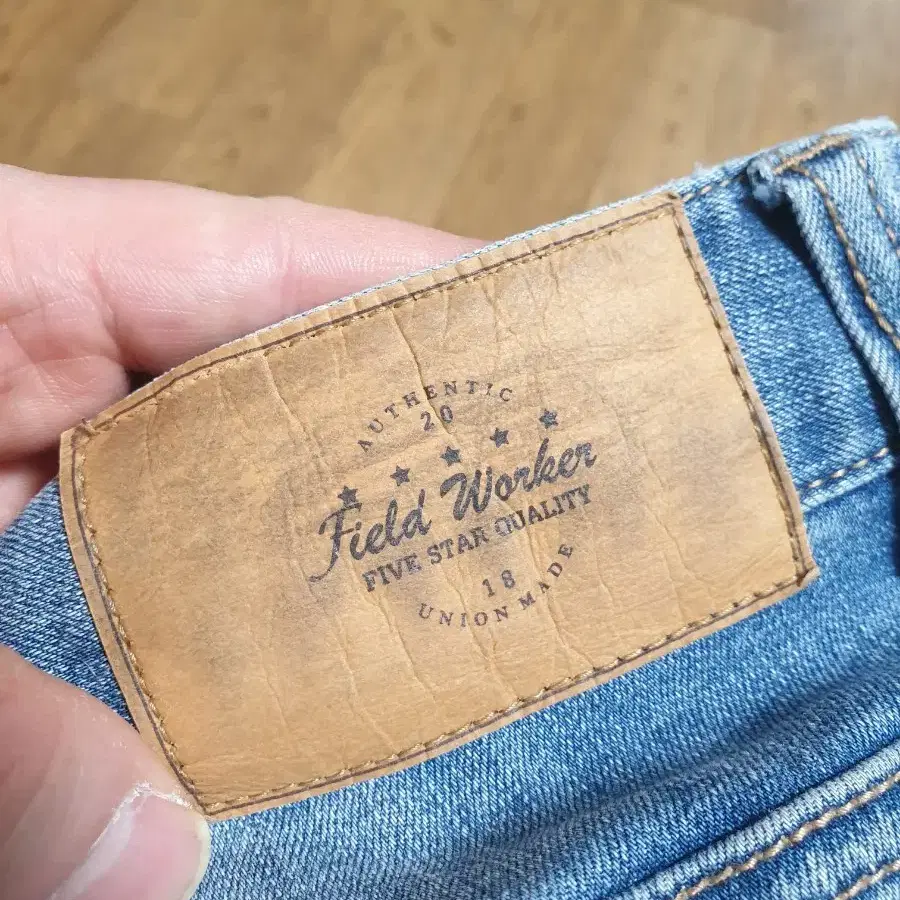 AUTHENTIC
20
Field Worker
FIVE STAR QUALITY
18
UNION MADE